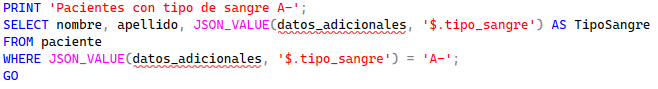 PRINT 'Pacientes con tipo de sangre A-';
SELECT nombre, apellido, JSON_VALUE(datos_adicionales, '$.tipo_sangre') AS TipoSangre
FROM paciente
WHERE JSON_VALUE(datos_adicionales, '$.tipo_sangre') = 'A-';
GO